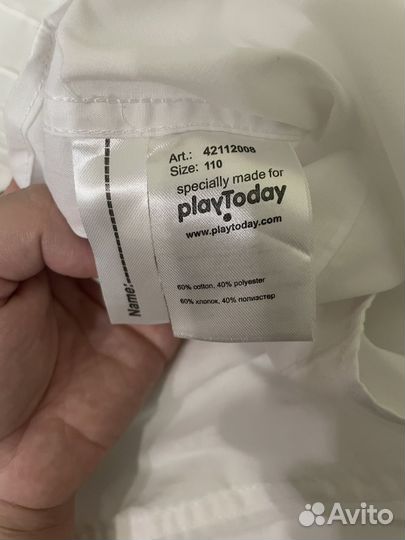 Art.: 42112008
Size: 110
specially made for
playToday
www.playtoday.com
60% cotton, 40% polyester
60% хлопок, 40% полиэстер
Name:
Avito